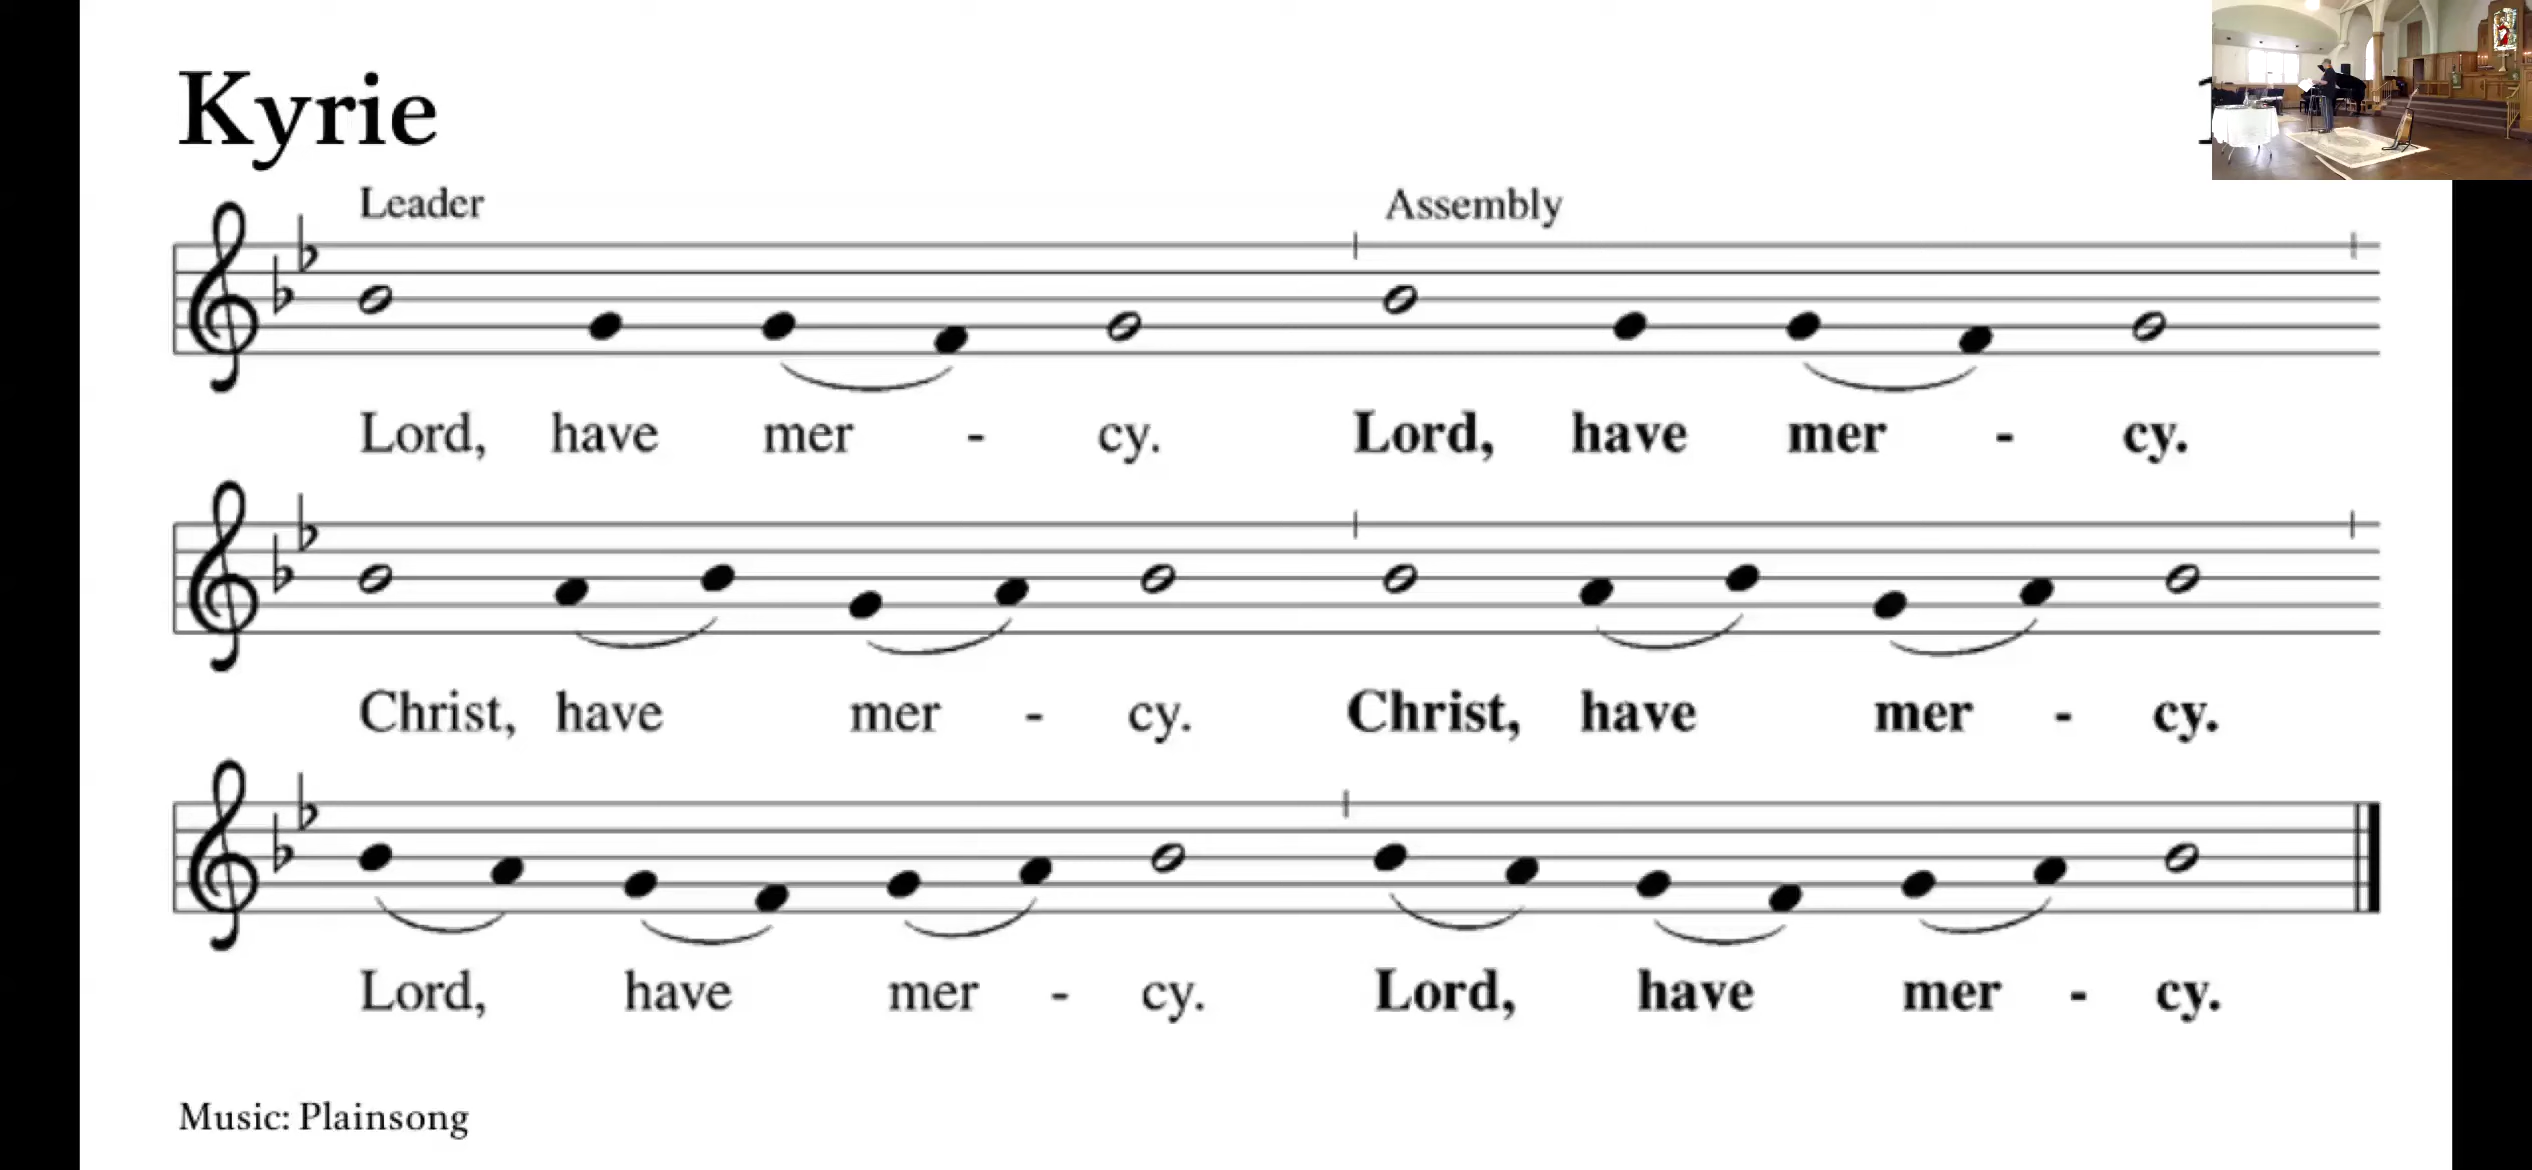 Kyrie
Leader Assembly
Lord, have mer - cy. Lord, have mer - cy.
Christ, have mer - cy. Christ, have mer - cy.
Lord, have mer - cy. Lord, have mer - cy.
Music: Plainsong